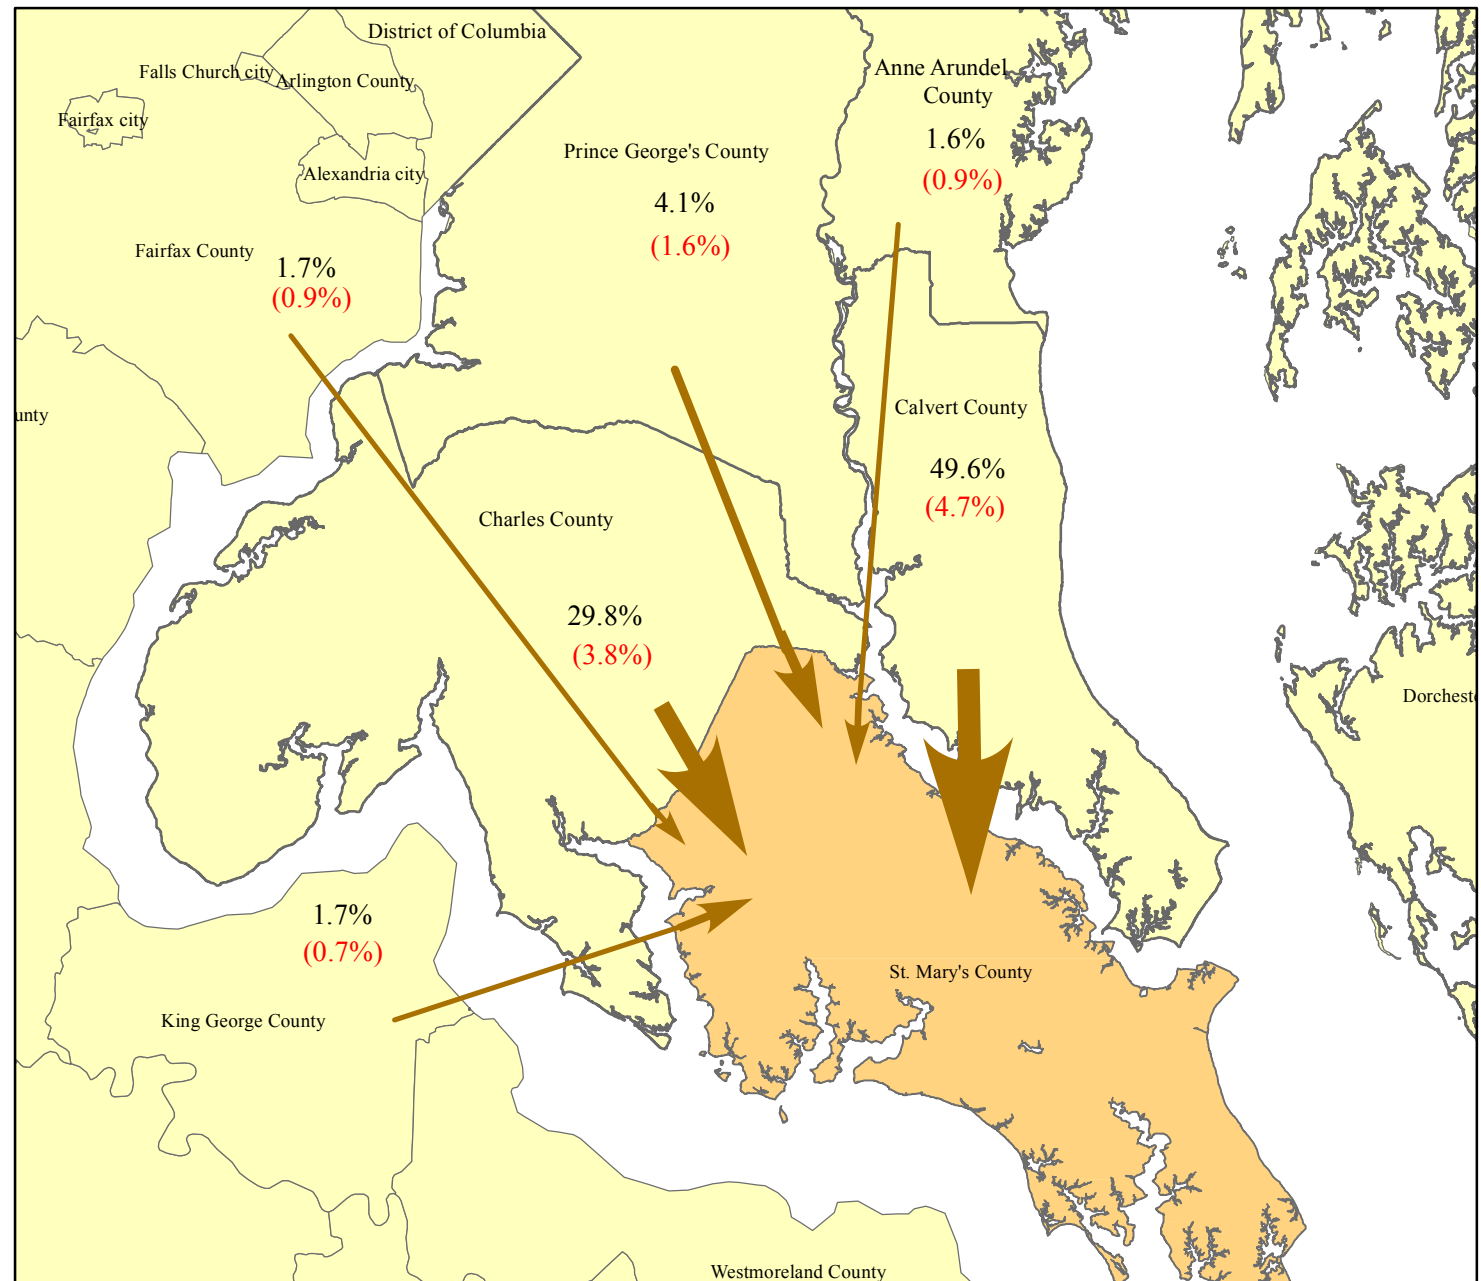 District of Columbia
Falls Church city
Arlington County
Fairfax city
Alexandria city
Anne Arundel
County
1.6%
(0.9%)
Prince George's County
4.1%
(1.6%)
Fairfax County
1.7%
(0.9%)
unty
Calvert County
49.6%
(4.7%)
Charles County
29.8%
(3.8%)
Dorcheste
1.7%
(0.7%)
King George County
St. Mary's County
Westmoreland County